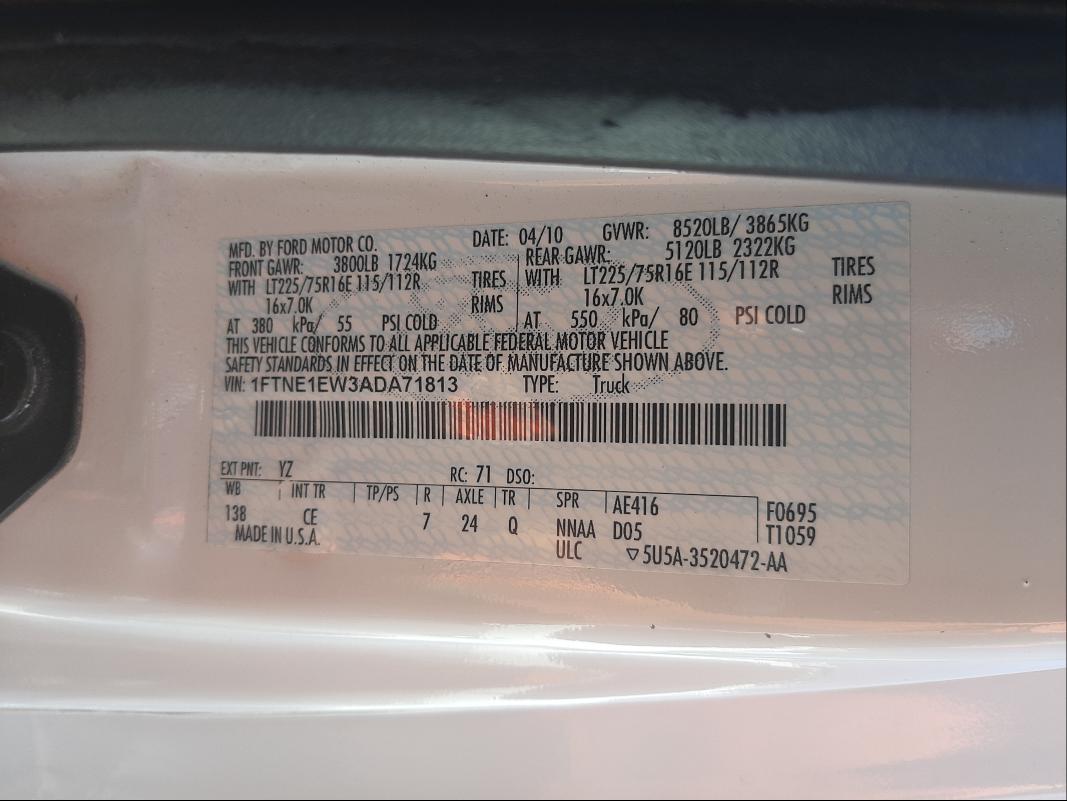 MFD. BY FORD MOTOR CO. DATE: 04/10 GVWR: 8520LB/ 3865KG
FRONT GAWR: 3800LB 1724KG REAR GAWR: 5120LB 2322KG
WITH LT225/75R16E 115/112R TIRES WITH LT225/75R16E 115/112R TIRES
16x7.0K RIMS 16x7.0K RIMS
AT 380 kPa/ 55 PSI COLD AT 550 kPa/ 80 PSI COLD
THIS VEHICLE CONFORMS TO ALL APPLICABLE FEDERAL MOTOR VEHICLE
SAFETY STANDARDS IN EFFECT ON THE DATE OF MANUFACTURE SHOWN ABOVE.
VIN: 1FTNE1EW3ADA71813 TYPE: Truck
EXT PNT: YZ RC: 71 DSO:
WB INT TR TP/PS R AXLE TR SPR AE416 F0695
138 CE 7 24 Q NNAA D05 T1059
MADE IN U.S.A. ULC ▽5U5A-3520472-AA